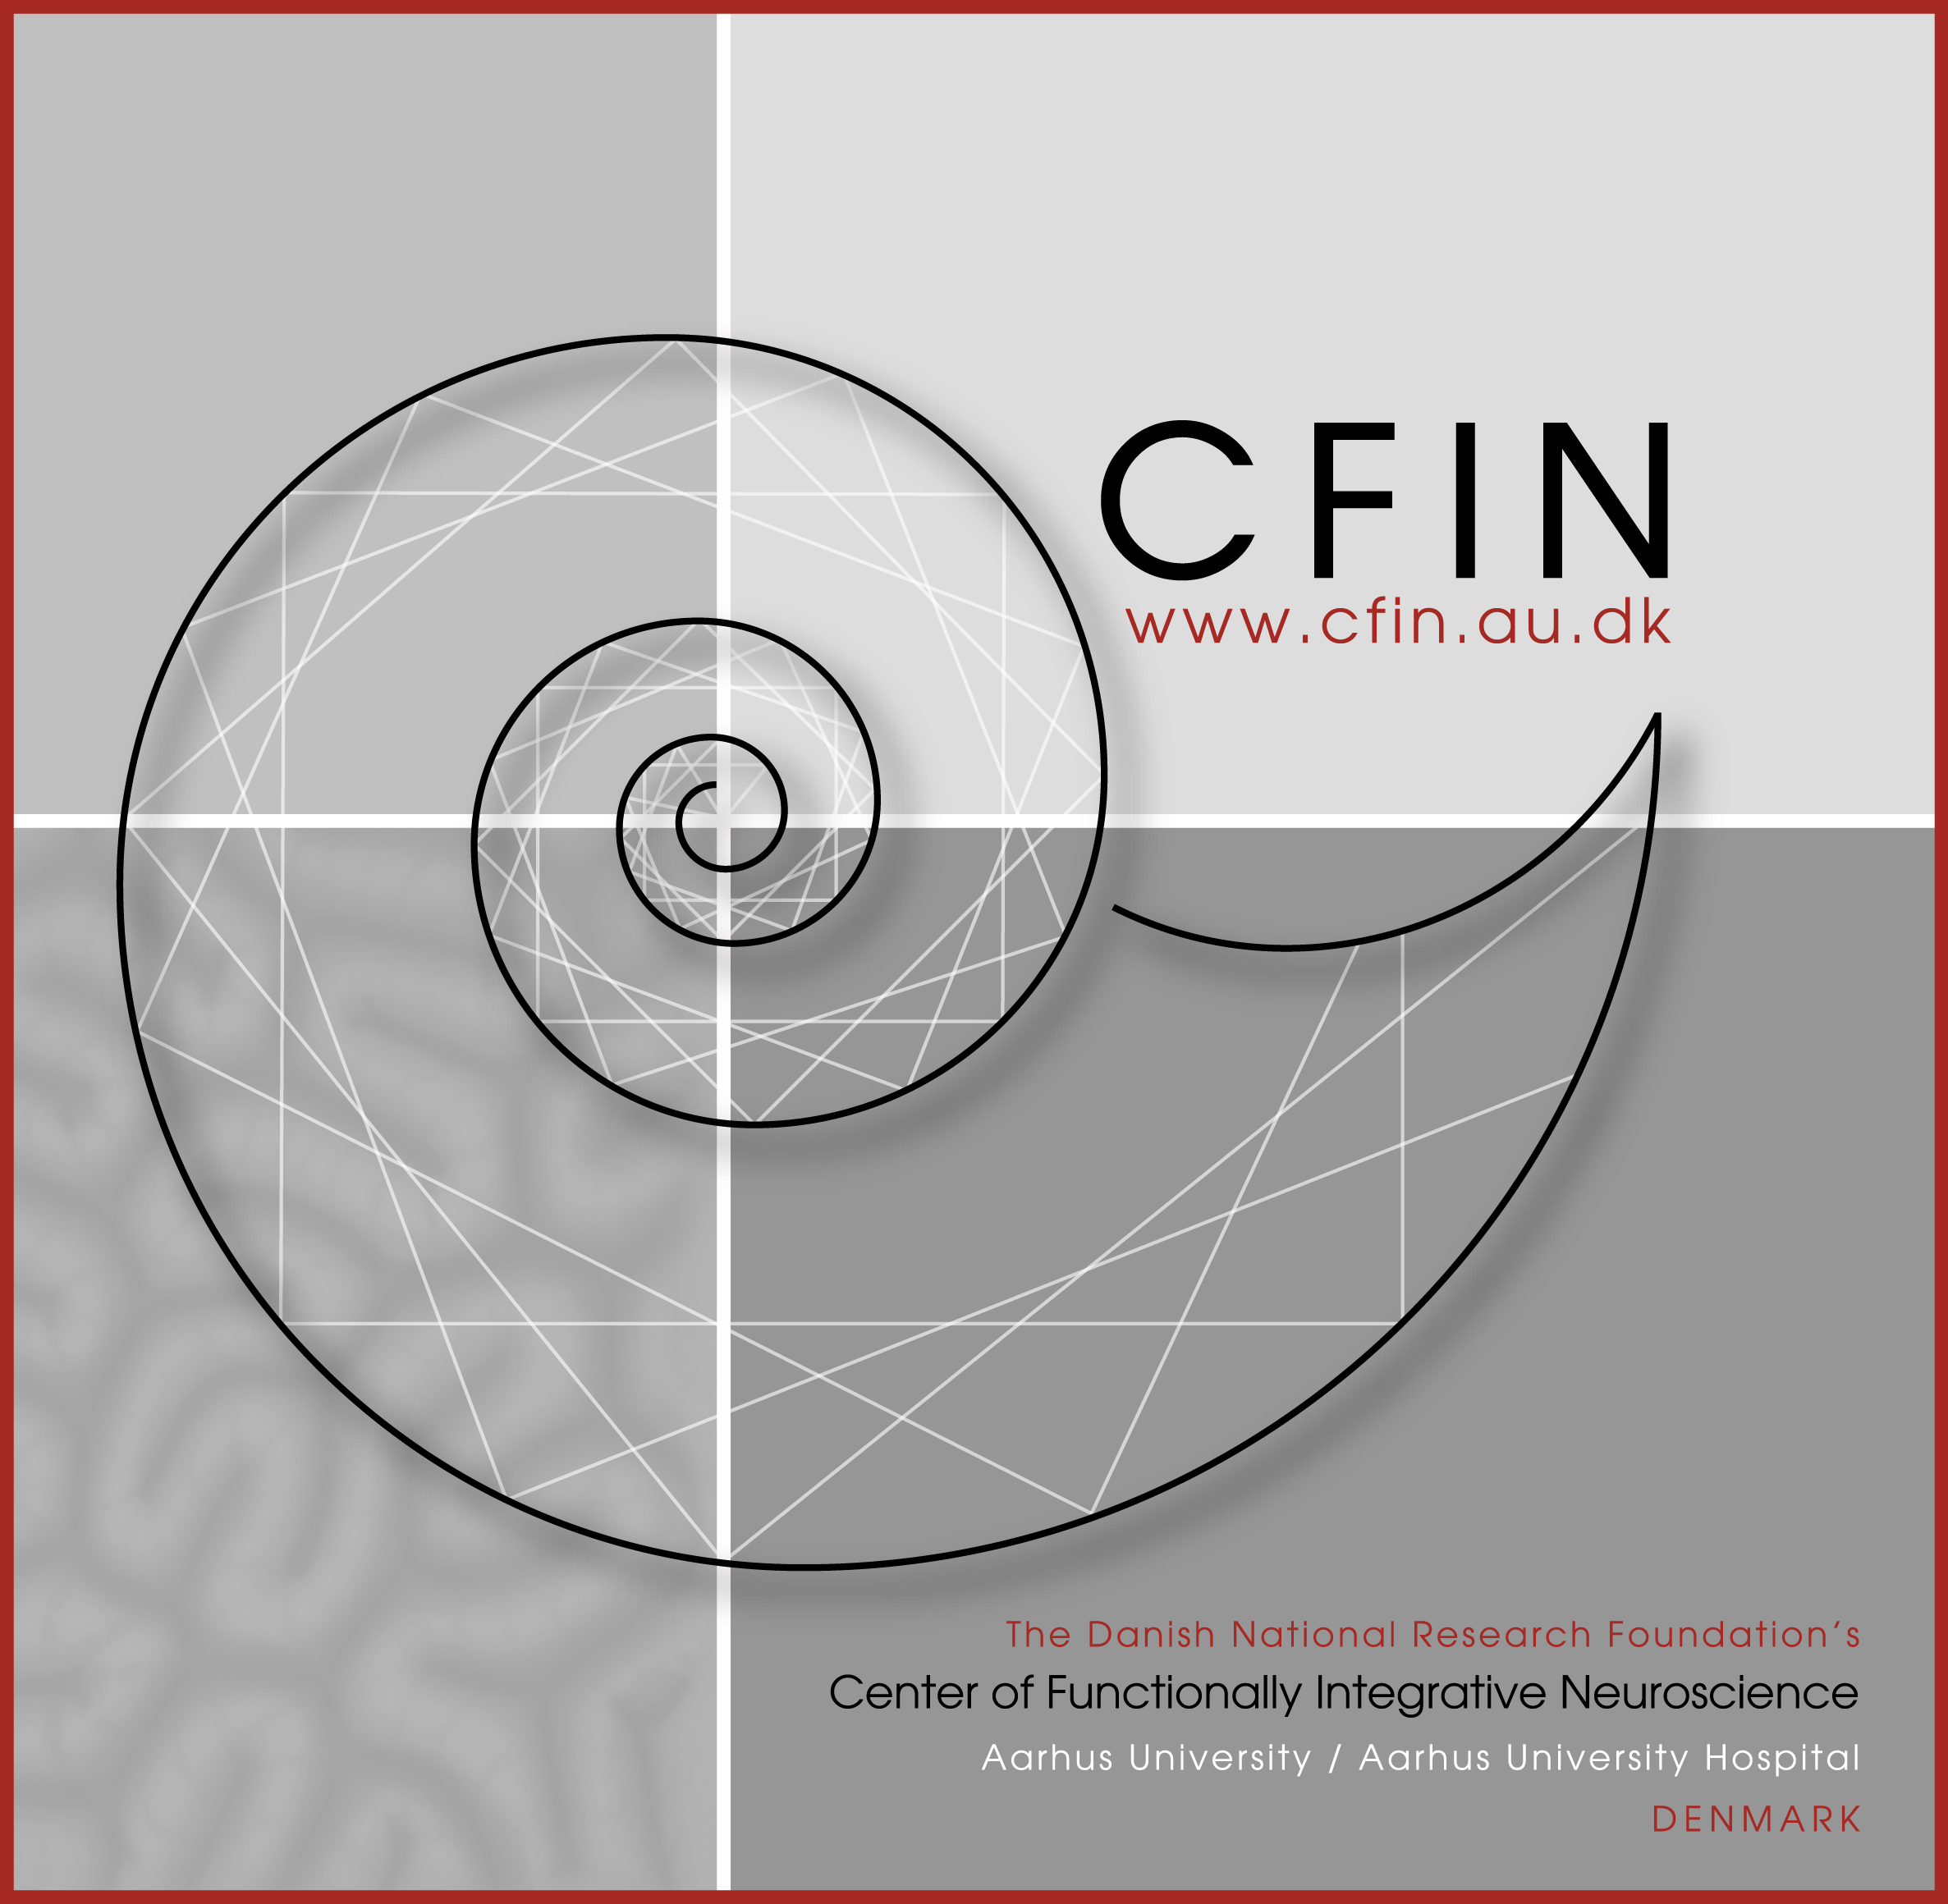 CFIN
www.cfin.au.dk
The Danish National Research Foundation's
Center of Functionally Integrative Neuroscience
Aarhus University / Aarhus University Hospital
DENMARK